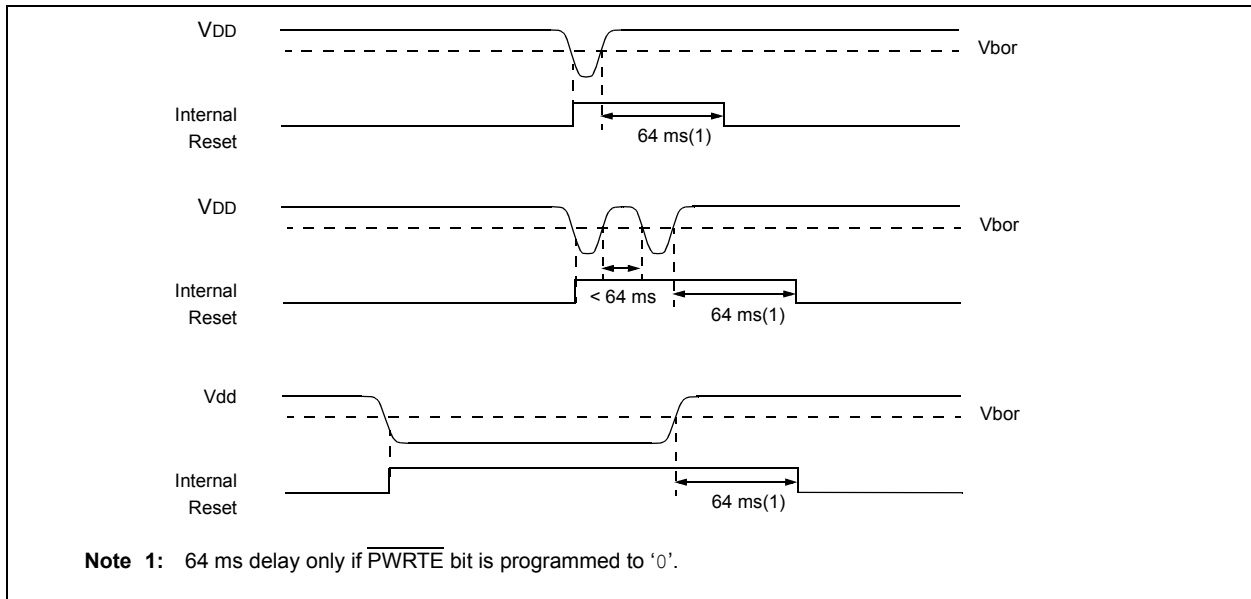 VDD
Vbor
Internal
Reset
64 ms(1)
VDD
Vbor
Internal
Reset
< 64 ms
64 ms(1)
Vdd
Vbor
Internal
Reset
64 ms(1)
Note 1: 64 ms delay only if PWRTE bit is programmed to ‘0’.